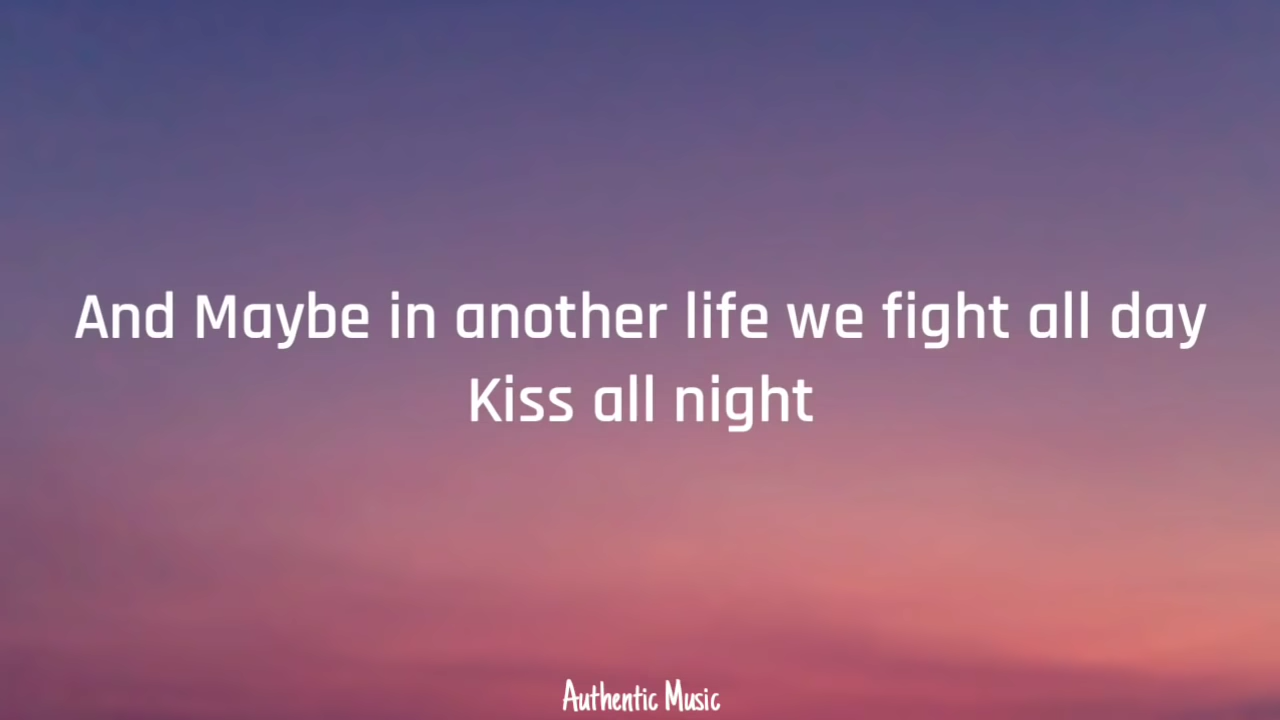 And Maybe in another life we fight all day
Kiss all night
Authentic Music